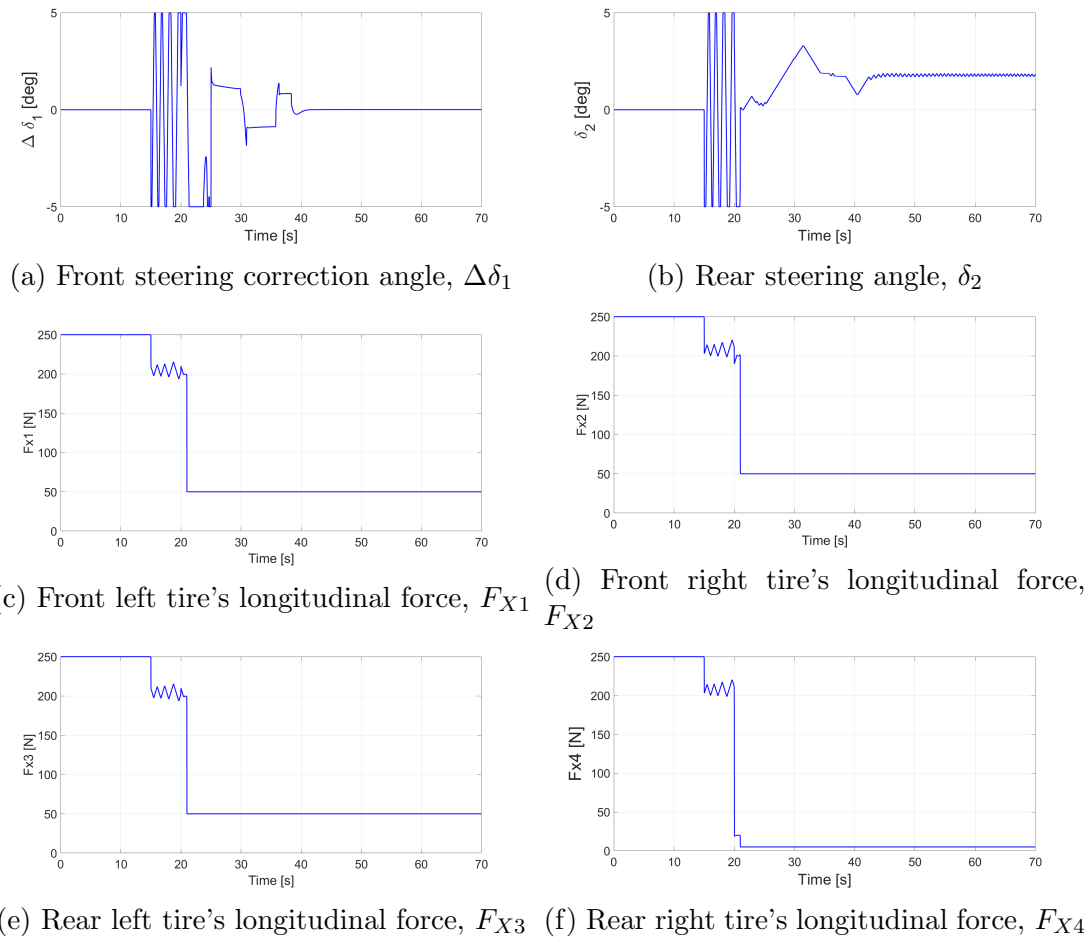 5
0
-5
Δ δ1 [deg]
0 10 20 30 40 50 60 70
Time [s]
(a) Front steering correction angle, Δδ1
5
0
-5
δ2 [deg]
0 10 20 30 40 50 60 70
Time [s]
(b) Rear steering angle, δ2
250
200
150
100
50
0
Fx1 [N]
0 10 20 30 40 50 60 70
Time [s]
c) Front left tire's longitudinal force, FX1
250
200
150
100
50
0
Fx2 [N]
0 10 20 30 40 50 60 70
Time [s]
(d) Front right tire's longitudinal force,
FX2
250
200
150
100
50
0
Fx3 [N]
0 10 20 30 40 50 60 70
Time [s]
(e) Rear left tire's longitudinal force, FX3
250
200
150
100
50
0
Fx4 [N]
0 10 20 30 40 50 60 70
Time [s]
(f) Rear right tire's longitudinal force, FX4